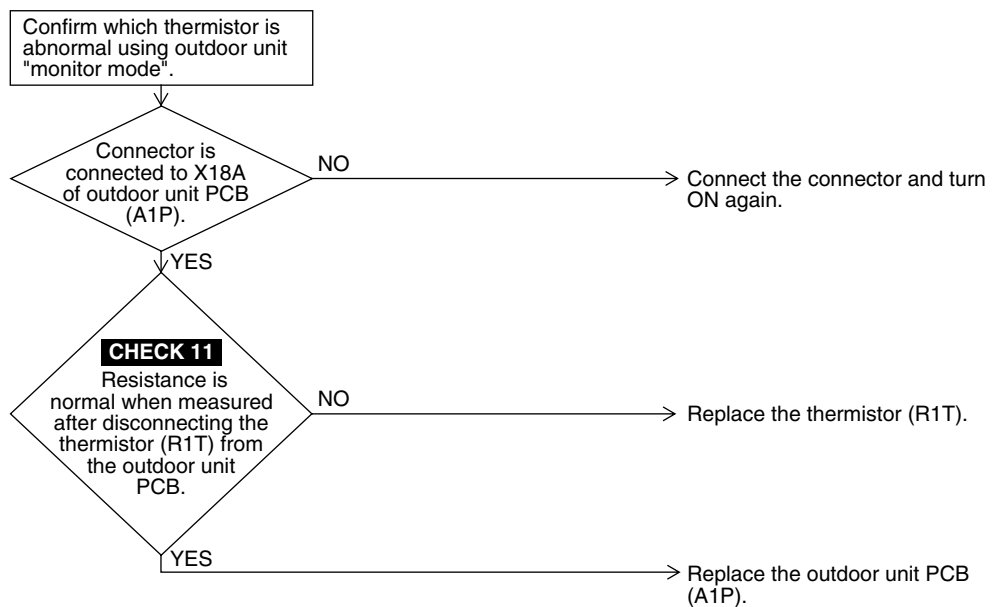 Confirm which thermistor is
abnormal using outdoor unit
"monitor mode".
Connector is
connected to X18A
of outdoor unit PCB
(A1P).
NO
Connect the connector and turn
ON again.
YES
CHECK 11
Resistance is
normal when measured
after disconnecting the
thermistor (R1T) from
the outdoor unit
PCB.
NO
Replace the thermistor (R1T).
YES
Replace the outdoor unit PCB
(A1P).